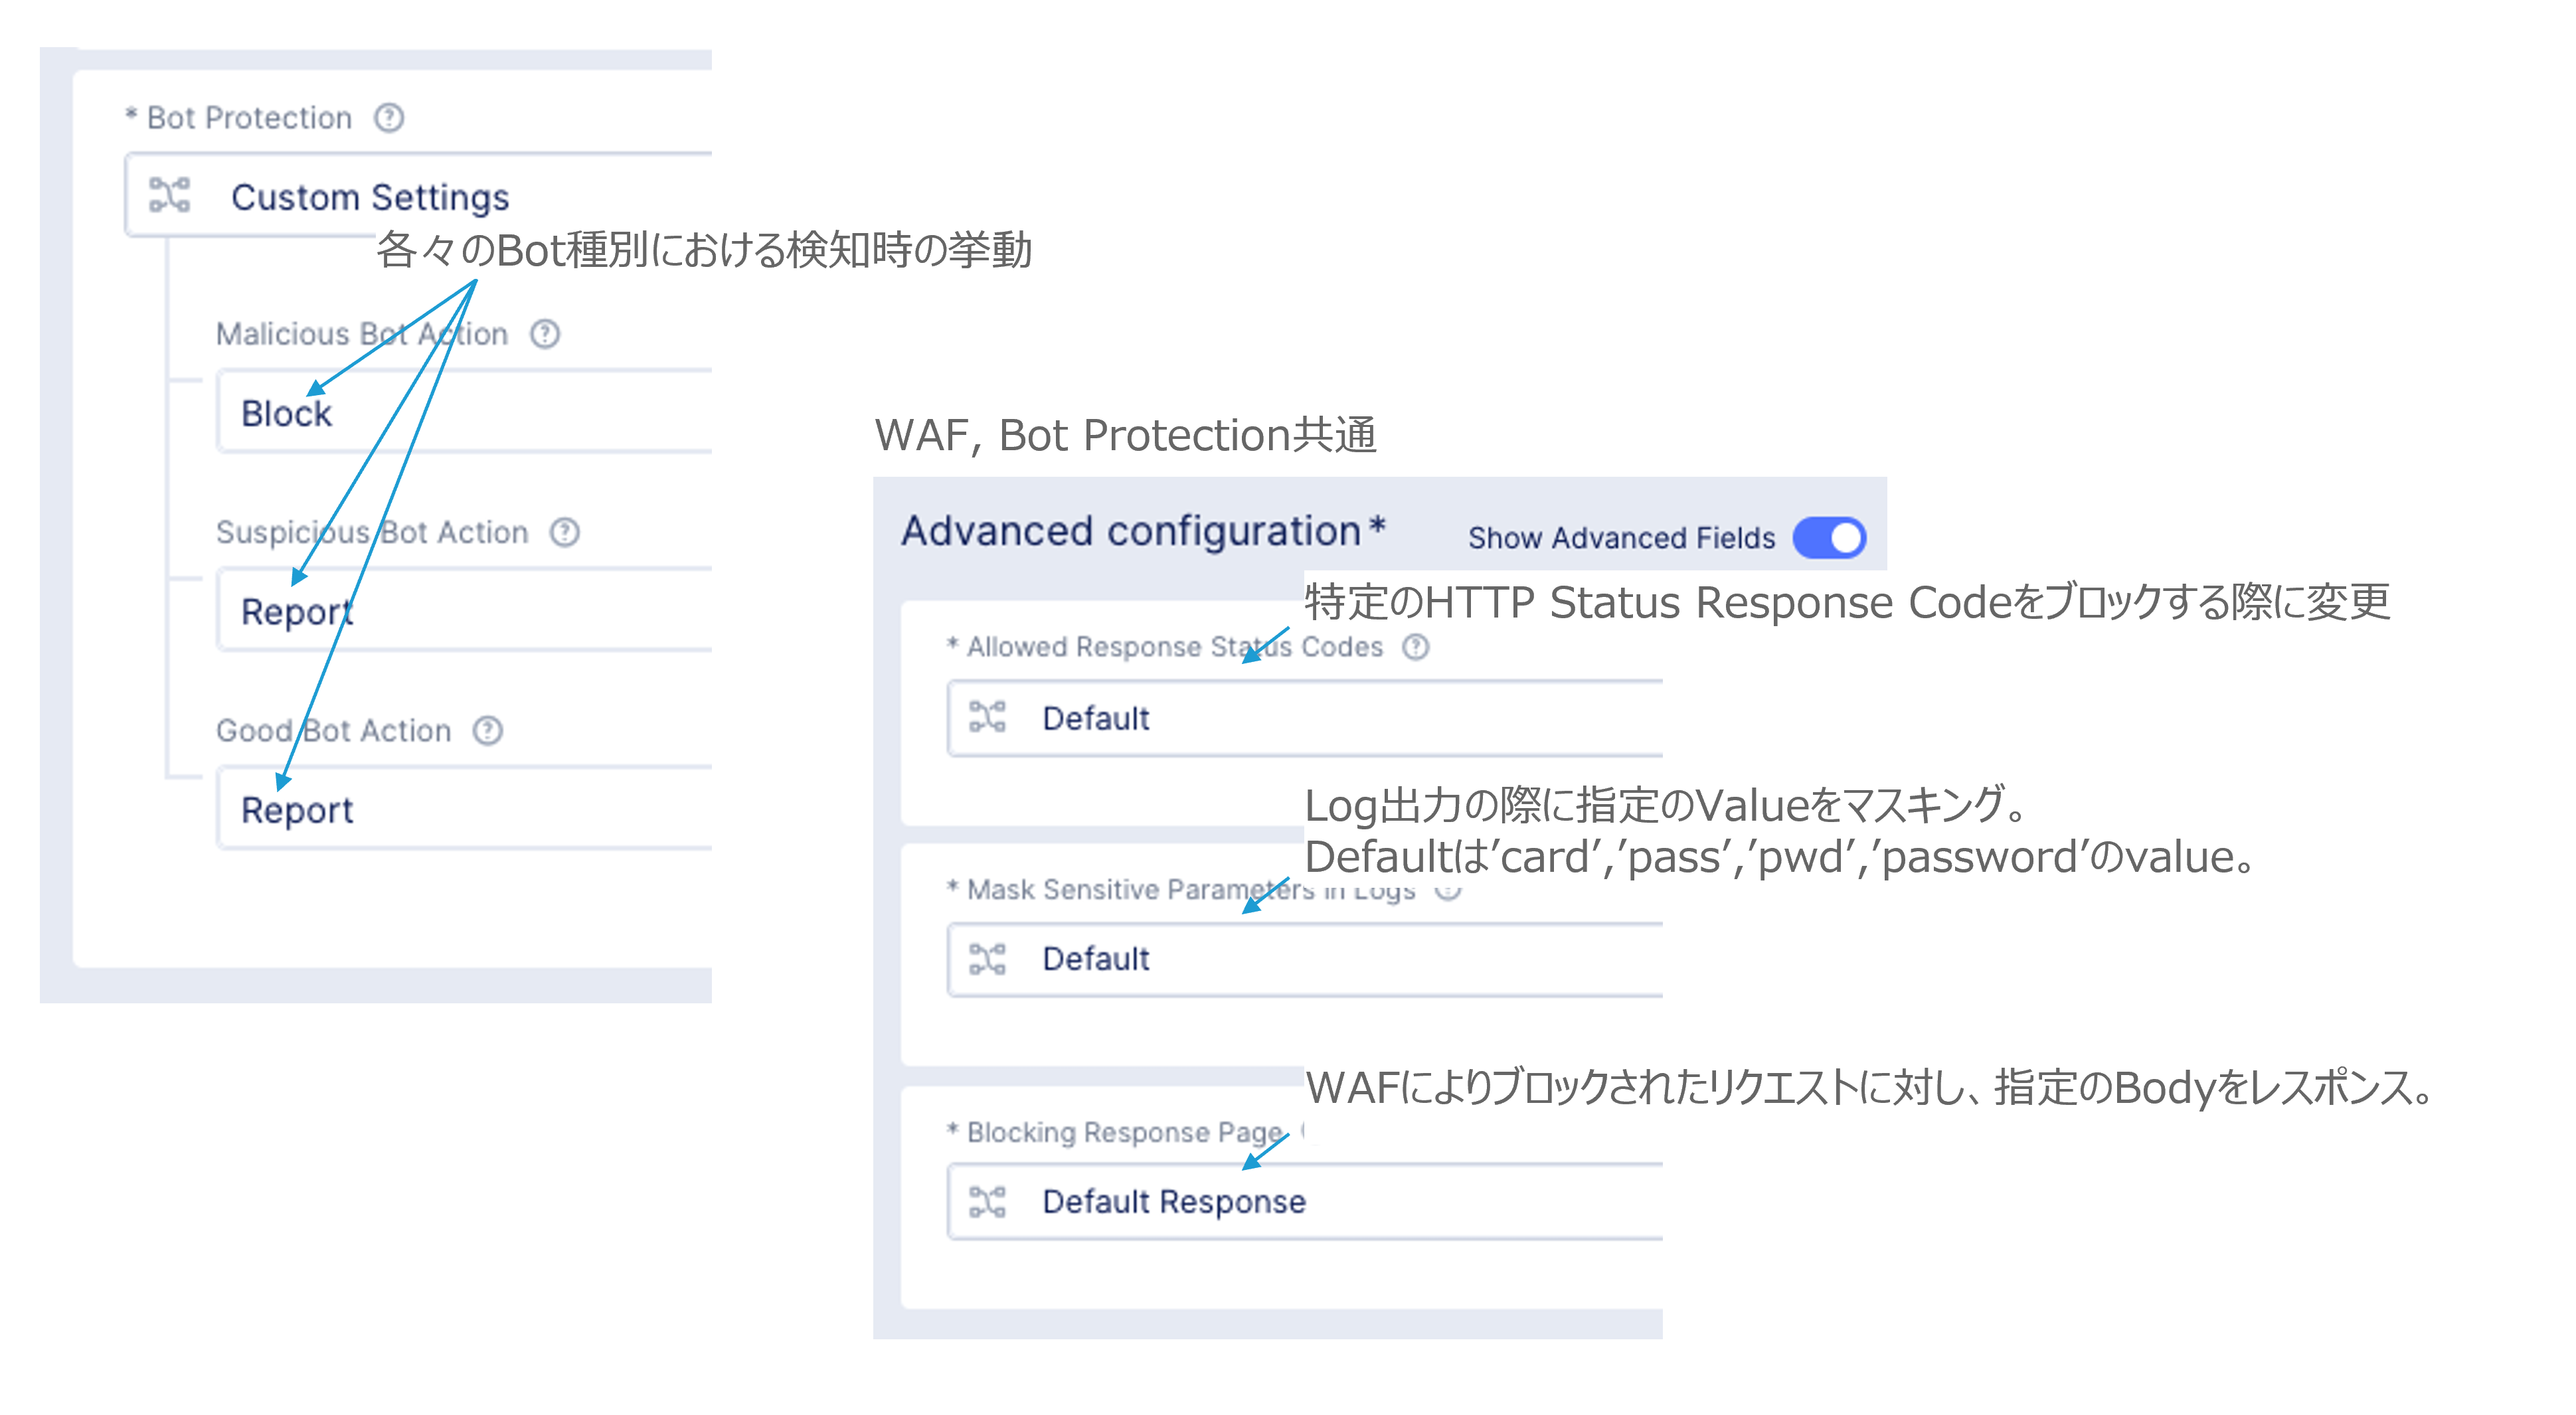 * Bot Protection
Custom Settings
各々のBot種別における検知時の挙動
Malicious Bot Action
Block
Suspicious Bot Action
Report
Good Bot Action
Report
WAF, Bot Protection共通
Advanced configuration*
Show Advanced Fields
特定のHTTP Status Response Codeをブロックする際に変更
* Allowed Response Status Codes
Default
Log出力の際に指定のValueをマスキング。
Defaultは’card’,’pass’,’pwd’,’password’のvalue。
* Mask Sensitive Parameters in Logs
Default
WAFによりブロックされたリクエストに対し、指定のBodyをレスポンス。
* Blocking Response Page
Default Response